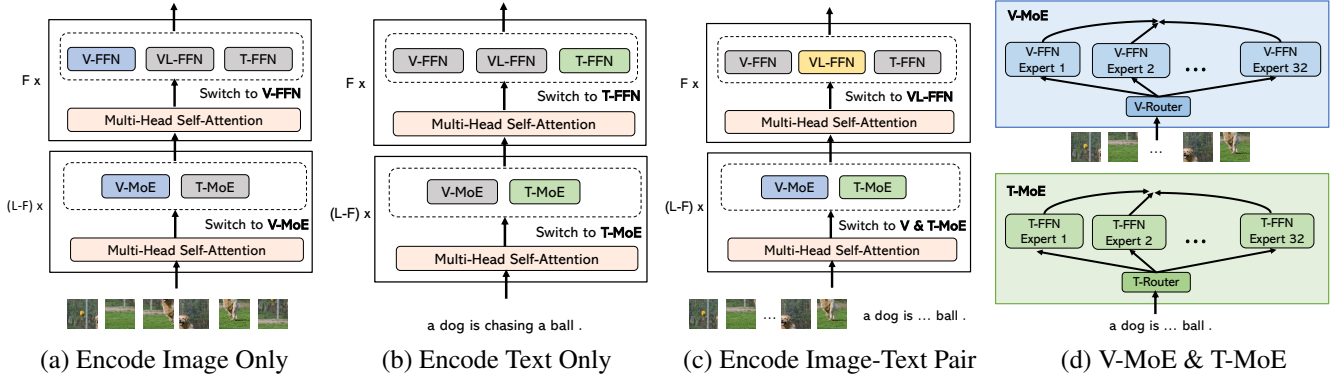 F x
V-FFN VL-FFN T-FFN
Switch to V-FFN
Multi-Head Self-Attention
(L-F) x
V-MoE T-MoE
Switch to V-MoE
Multi-Head Self-Attention
(a) Encode Image Only
F x
V-FFN VL-FFN T-FFN
Switch to T-FFN
Multi-Head Self-Attention
(L-F) x
V-MoE T-MoE
Switch to T-MoE
Multi-Head Self-Attention
a dog is chasing a ball .
(b) Encode Text Only
F x
V-FFN VL-FFN T-FFN
Switch to VL-FFN
Multi-Head Self-Attention
(L-F) x
V-MoE T-MoE
Switch to V & T-MoE
Multi-Head Self-Attention
... a dog is ... ball .
(c) Encode Image-Text Pair
V-MoE
V-FFN Expert 1
V-FFN Expert 2
...
V-FFN Expert 32
V-Router
...
T-MoE
T-FFN Expert 1
T-FFN Expert 2
...
T-FFN Expert 32
T-Router
a dog is ... ball .
(d) V-MoE & T-MoE